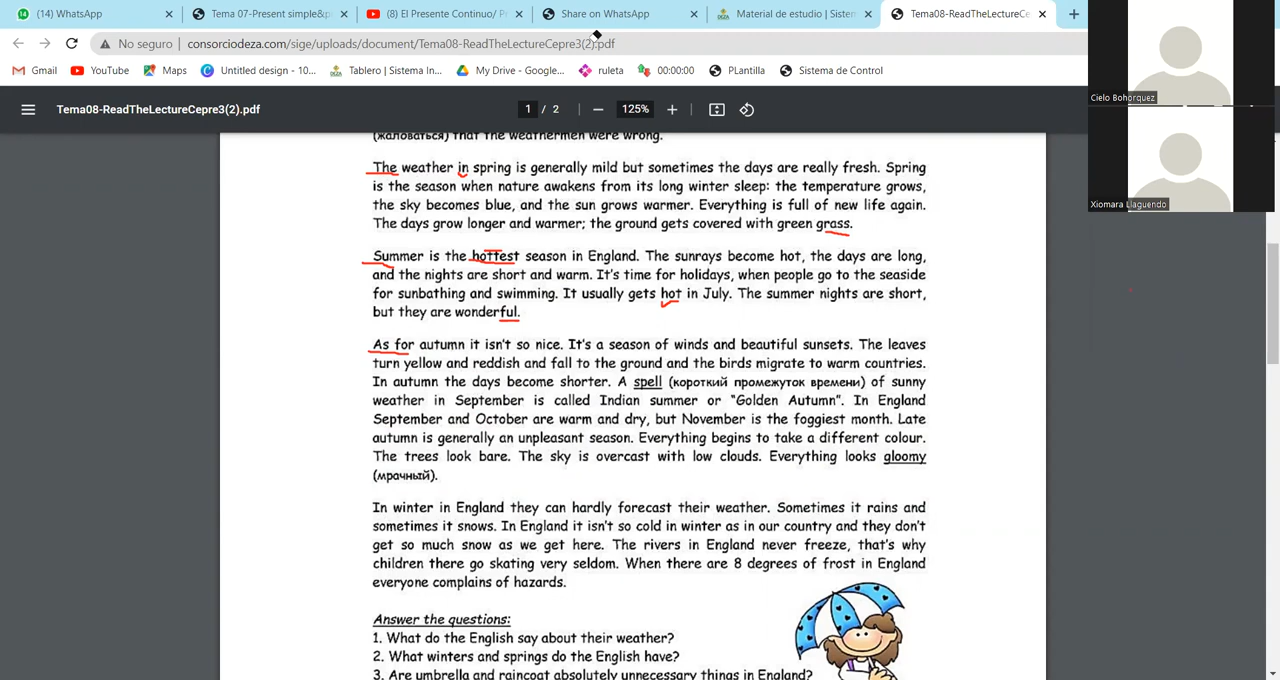 (14) WhatsApp
Tema 07-Present simple&p
(8) El Presente Continuo/ P
Share on WhatsApp
Material de estudio | Sistem
Tema08-ReadTheLectureCe
No seguro
consorciodeza.com/sige/uploads/document/Tema08-ReadTheLectureCepre3(2).pdf
Gmail
YouTube
Maps
Untitled design - 10...
Tablero | Sistema In...
My Drive - Google...
ruleta
00:00:00
PLantilla
Sistema de Control
Cielo Bohorquez
Tema08-ReadTheLectureCepre3(2).pdf
1 / 2
125%
(жаловаться) that the weathermen were wrong.
Xiomara Llaguendo
The weather in spring is generally mild but sometimes the days are really fresh. Spring
is the season when nature awakens from its long winter sleep: the temperature grows,
the sky becomes blue, and the sun grows warmer. Everything is full of new life again.
The days grow longer and warmer; the ground gets covered with green grass.
Summer is the hottest season in England. The sunrays become hot, the days are long,
and the nights are short and warm. It's time for holidays, when people go to the seaside
for sunbathing and swimming. It usually gets hot in July. The summer nights are short,
but they are wonderful.
As for autumn it isn't so nice. It's a season of winds and beautiful sunsets. The leaves
turn yellow and reddish and fall to the ground and the birds migrate to warm countries.
In autumn the days become shorter. A spell (короткий промежуток времени) of sunny
weather in September is called Indian summer or "Golden Autumn". In England
September and October are warm and dry, but November is the foggiest month. Late
autumn is generally an unpleasant season. Everything begins to take a different colour.
The trees look bare. The sky is overcast with low clouds. Everything looks gloomy
(мрачный).
In winter in England they can hardly forecast their weather. Sometimes it rains and
sometimes it snows. In England it isn't so cold in winter as in our country and they don't
get so much snow as we get here. The rivers in England never freeze, that's why
children there go skating very seldom. When there are 8 degrees of frost in England
everyone complains of hazards.
Answer the questions:
1. What do the English say about their weather?
2. What winters and springs do the English have?
3. Are umbrella and raincoat absolutely unnecessary things in England?